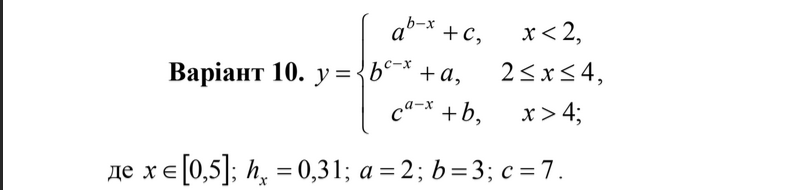 a^{b−x} + c, x < 2,
Варіант 10. y = { b^{c−x} + a, 2 ≤ x ≤ 4,
c^{a−x} + b, x > 4;
де x ∈ [0,5]; h_x = 0,31; a = 2; b = 3; c = 7.